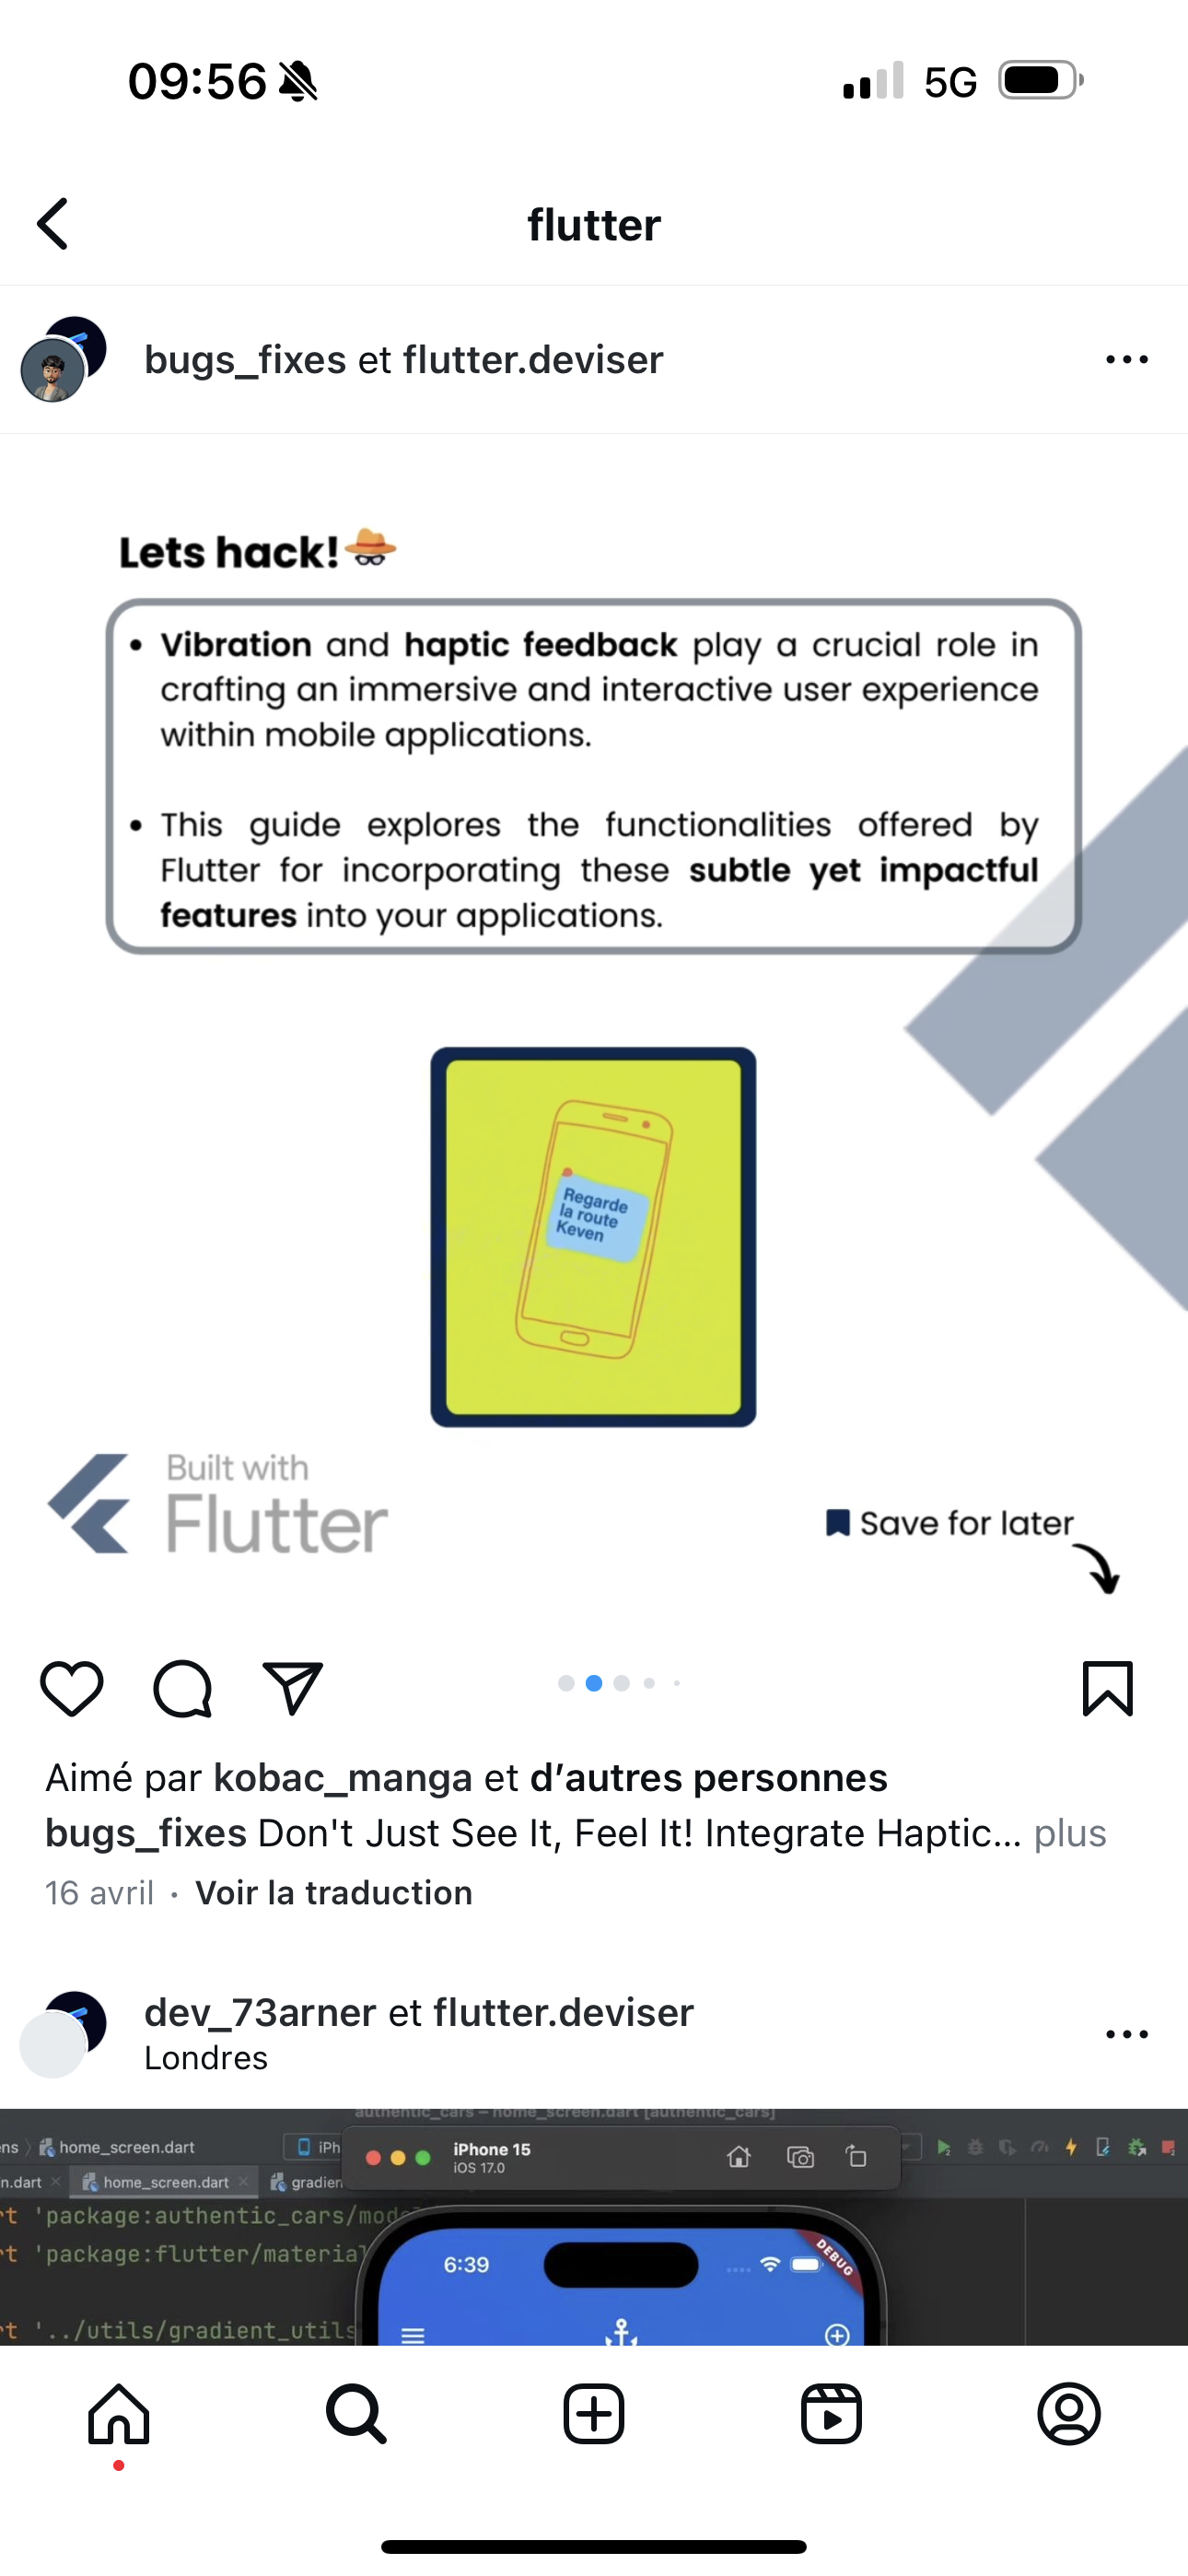 09:56
5G
flutter
bugs_fixes et flutter.deviser
Lets hack!
• Vibration and haptic feedback play a crucial role in
crafting an immersive and interactive user experience
within mobile applications.
• This guide explores the functionalities offered by
Flutter for incorporating these subtle yet impactful
features into your applications.
Regarde
la route
Keven
Built with
Flutter
Save for later
Aimé par kobac_manga et d’autres personnes
bugs_fixes Don't Just See It, Feel It! Integrate Haptic... plus
16 avril • Voir la traduction
dev_73arner et flutter.deviser
Londres
authentic_cars – home_screen.dart [authentic_cars]
ns home_screen.dart
iPh
iPhone 15
iOS 17.0
n.dart
home_screen.dart
gradien
rt 'package:authentic_cars/mod
rt 'package:flutter/material
rt '../utils/gradient_utils
6:39
DEBUG